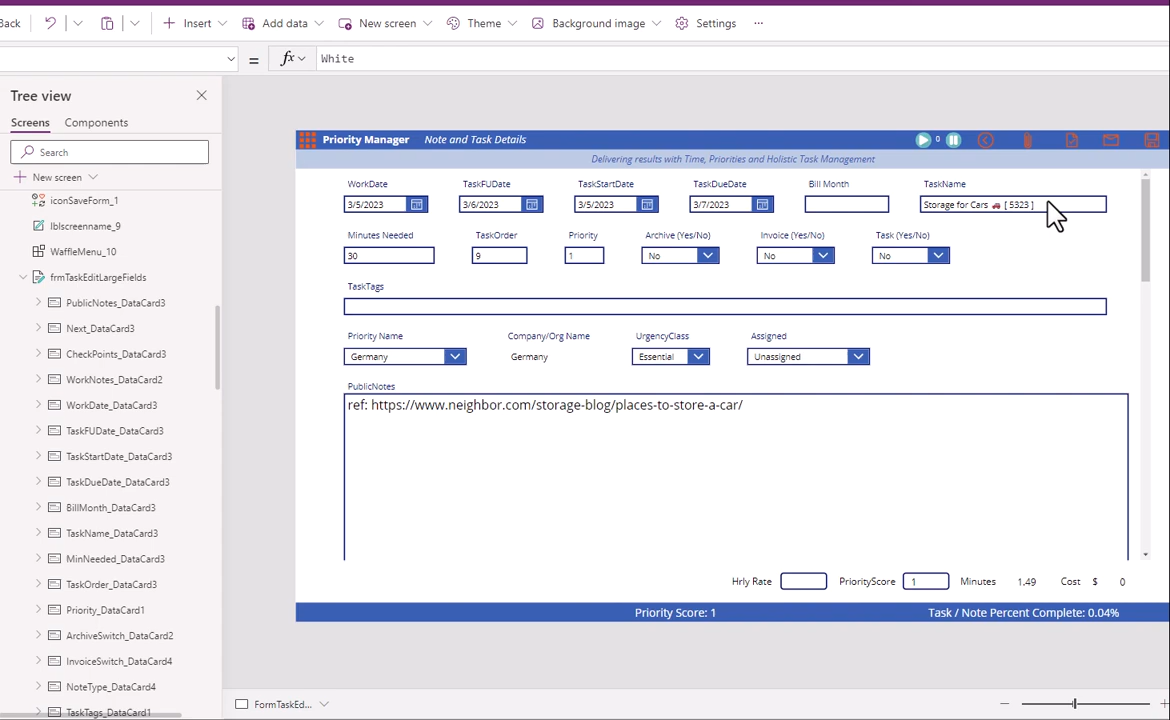 Back Insert Add data New screen Theme Background image Settings ...
= fx White
Tree view
Screens Components
Search
New screen
iconSaveForm_1
lblscreenname_9
WaffleMenu_10
frmTaskEditLargeFields
PublicNotes_DataCard3
Next_DataCard3
CheckPoints_DataCard3
WorkNotes_DataCard2
WorkDate_DataCard3
TaskFUDate_DataCard3
TaskStartDate_DataCard3
TaskDueDate_DataCard3
BillMonth_DataCard3
TaskName_DataCard3
MinNeeded_DataCard3
TaskOrder_DataCard3
Priority_DataCard1
ArchiveSwitch_DataCard2
InvoiceSwitch_DataCard4
NoteType_DataCard4
TaskTags_DataCard1
Priority Manager Note and Task Details 0
Delivering results with Time, Priorities and Holistic Task Management
WorkDate TaskFUDate TaskStartDate TaskDueDate Bill Month TaskName
3/5/2023 3/6/2023 3/5/2023 3/7/2023 Storage for Cars 🚗 [ 5323 ]
Minutes Needed TaskOrder Priority Archive (Yes/No) Invoice (Yes/No) Task (Yes/No)
30 9 1 No No No
TaskTags
Priority Name Company/Org Name UrgencyClass Assigned
Germany Germany Essential Unassigned
PublicNotes
ref: https://www.neighbor.com/storage-blog/places-to-store-a-car/
Hrly Rate PriorityScore 1 Minutes 1.49 Cost $ 0
Priority Score: 1 Task / Note Percent Complete: 0.04%
FormTaskEd...